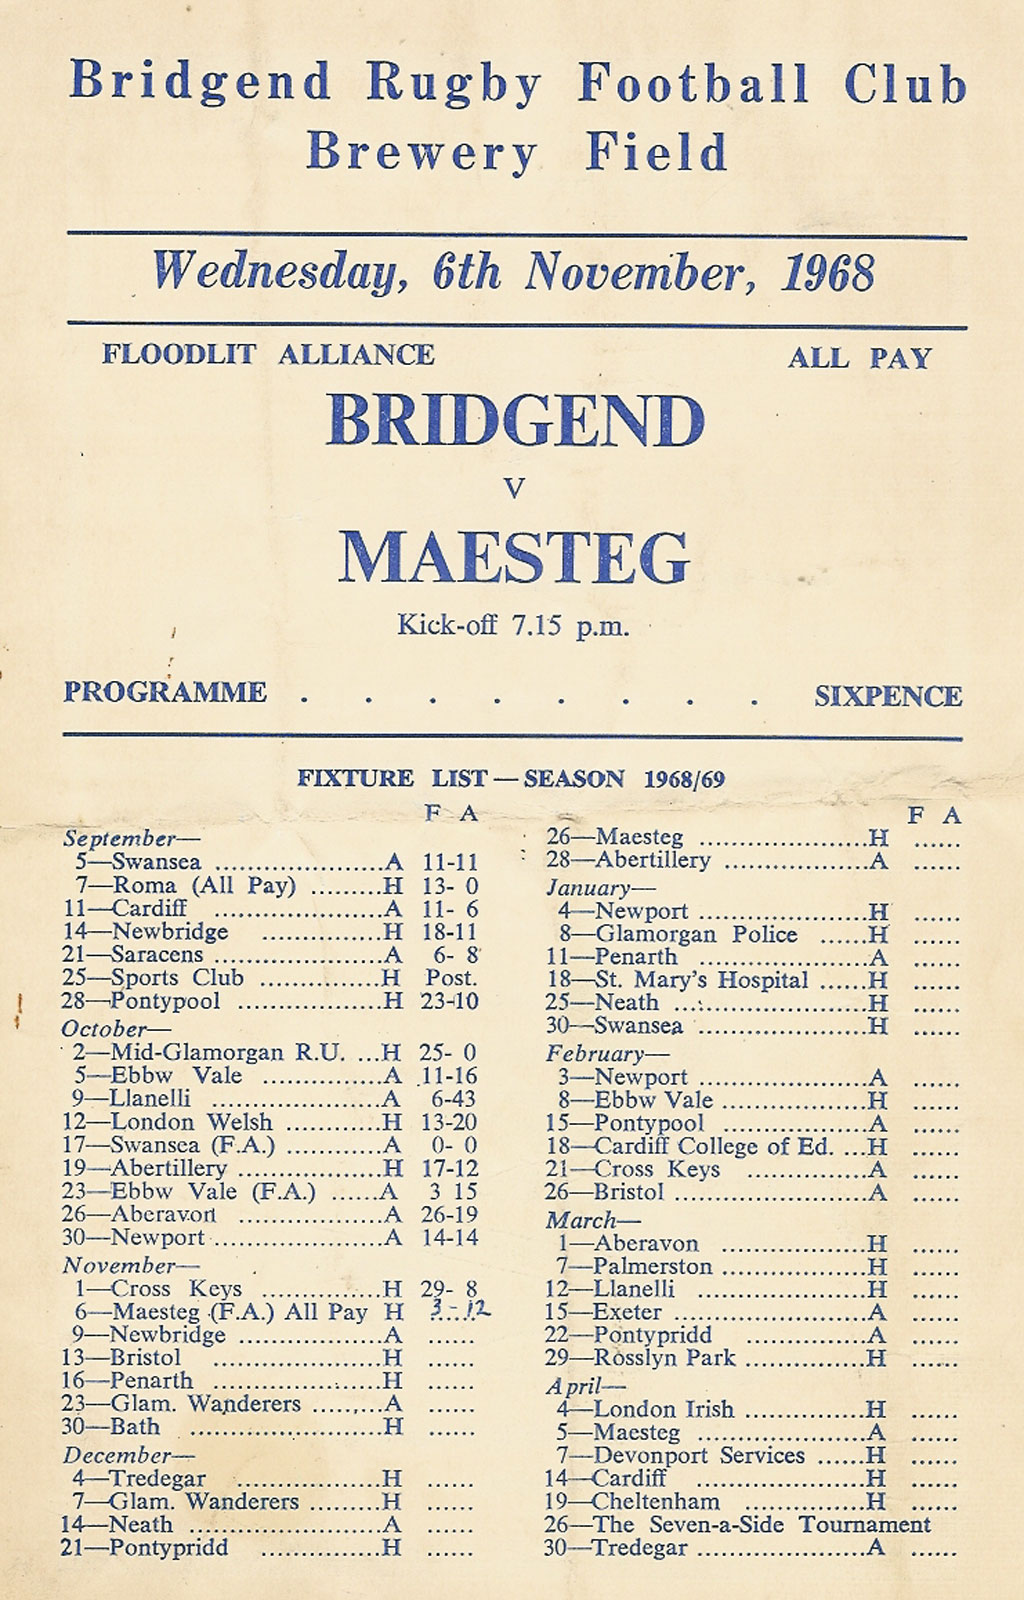 Bridgend Rugby Football Club
Brewery Field
Wednesday, 6th November, 1968
FLOODLIT ALLIANCE ALL PAY
BRIDGEND
V
MAESTEG
Kick-off 7.15 p.m.
PROGRAMME . . . . . . . . SIXPENCE
FIXTURE LIST — SEASON 1968/69
F A
September—
5—Swansea ......................A 11-11
7—Roma (All Pay) .........H 13- 0
11—Cardiff ......................A 11- 6
14—Newbridge ...............H 18-11
21—Saracens .....................A 6- 8
25—Sports Club ...............H Post.
28—Pontypool ..................H 23-10
October—
2—Mid-Glamorgan R.U. ...H 25- 0
5—Ebbw Vale ...............A 11-16
9—Llanelli ......................A 6-43
12—London Welsh ............H 13-20
17—Swansea (F.A.) ............A 0- 0
19—Abertillery ..................H 17-12
23—Ebbw Vale (F.A.) ......A 3 15
26—Aberavon ..................A 26-19
30—Newport .....................A 14-14
November—
1—Cross Keys ...............H 29- 8
6—Maesteg (F.A.) All Pay H 3-12
9—Newbridge ..................A ......
13—Bristol .....................H ......
16—Penarth .....................H ......
23—Glam. Wanderers .........A ......
30—Bath ........................H ......
December—
4—Tredegar ..................H ......
7—Glam. Wanderers .........H ......
14—Neath ........................A ......
21—Pontypridd ...............H ......
F A
26—Maesteg .....................H ......
28—Abertillery ..................A ......
January—
4—Newport .....................H ......
8—Glamorgan Police ......H ......
11—Penarth .....................A ......
18—St. Mary's Hospital ......H ......
25—Neath ........................H ......
30—Swansea .....................H ......
February—
3—Newport .....................A ......
8—Ebbw Vale ..................H ......
15—Pontypool ..................A ......
18—Cardiff College of Ed. ...H ......
21—Cross Keys ...............A ......
26—Bristol ........................A ......
March—
1—Aberavon ..................H ......
7—Palmerston ..................H ......
12—Llanelli .....................H ......
15—Exeter ........................A ......
22—Pontypridd ...............A ......
29—Rosslyn Park ...............H ......
April—
4—London Irish ...............H ......
5—Maesteg .....................A ......
7—Devonport Services ......H ......
14—Cardiff .....................H ......
19—Cheltenham ...............H ......
26—The Seven-a-Side Tournament
30—Tredegar .....................A ......